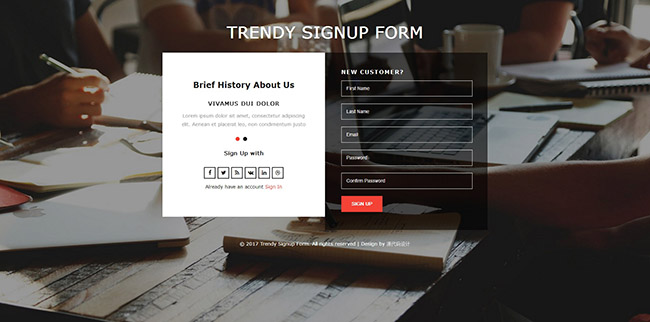 TRENDY SIGNUP FORM
Brief History About Us
VIVAMUS DUI DOLOR
Lorem ipsum dolor sit amet, consectetur adipiscing
elit. Aenean et placerat leo, non condimentum justo
Sign Up with
Already have an account Sign In
NEW CUSTOMER?
First Name
Last Name
Email
Password
Confirm Password
SIGN UP
© 2017 Trendy Signup Form. All rights reserved | Design by